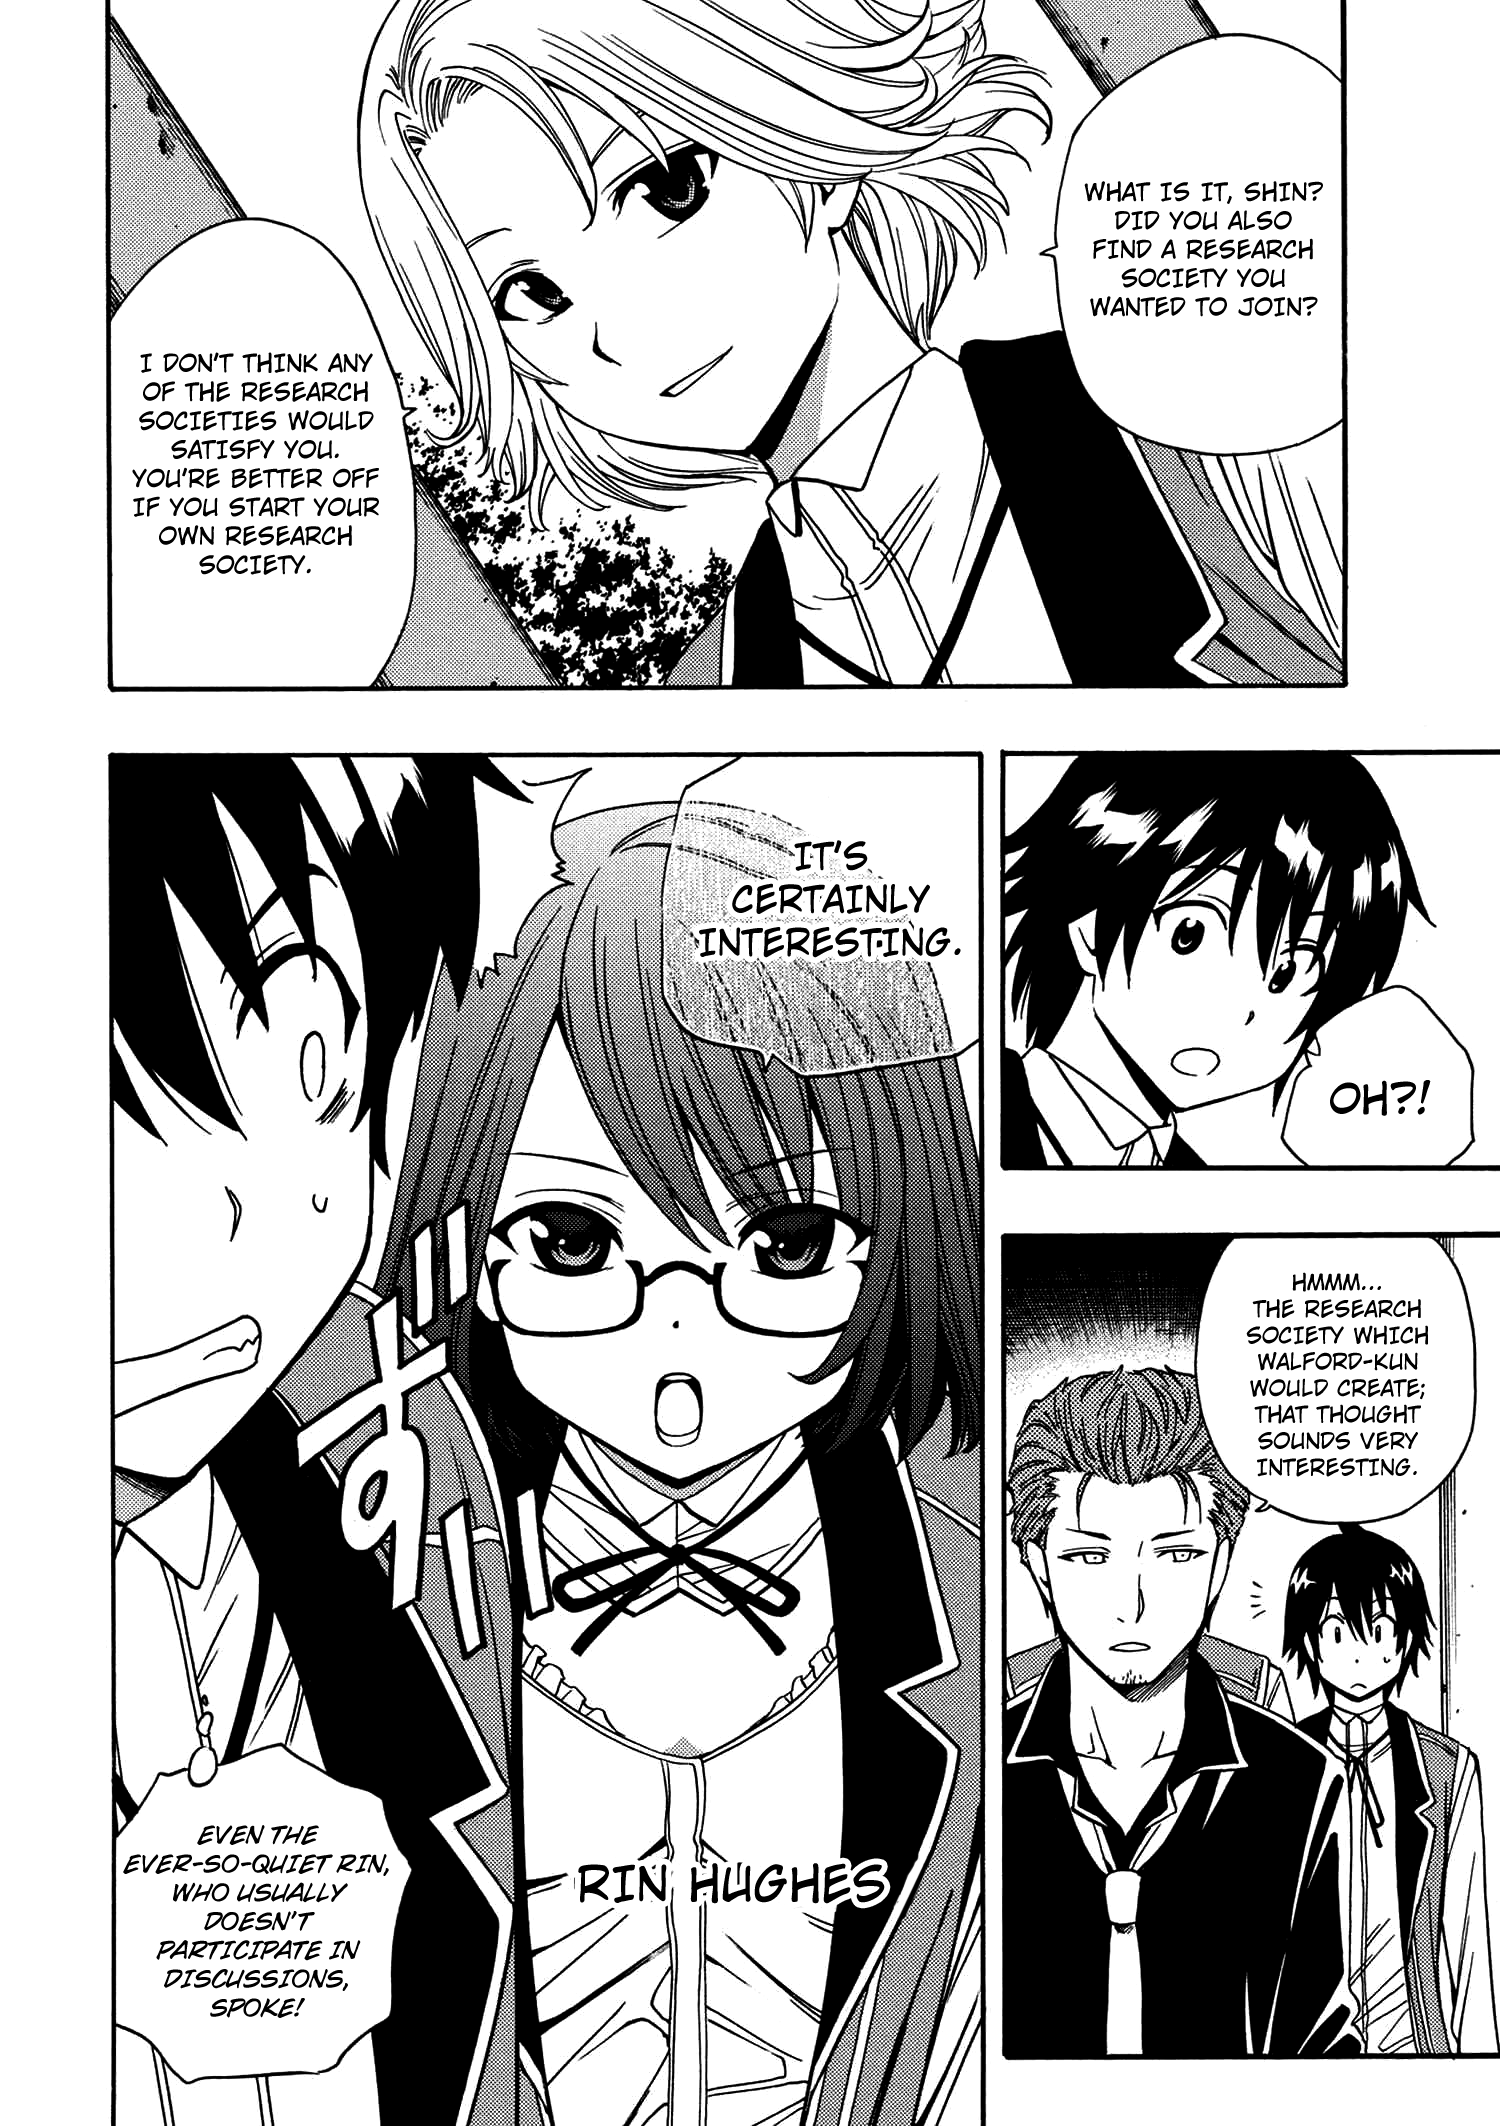 WHAT IS IT, SHIN?
DID YOU ALSO
FIND A RESEARCH
SOCIETY YOU
WANTED TO JOIN?
I DON'T THINK ANY
OF THE RESEARCH
SOCIETIES WOULD
SATISFY YOU.
YOU'RE BETTER OFF
IF YOU START YOUR
OWN RESEARCH
SOCIETY.
OH?!
HMMM...
THE RESEARCH
SOCIETY WHICH
WALFORD-KUN
WOULD CREATE;
THAT THOUGHT
SOUNDS VERY
INTERESTING.
IT'S
CERTAINLY
INTERESTING.
ずいっ
RIN HUGHES
EVEN THE
EVER-SO-QUIET RIN,
WHO USUALLY
DOESN'T
PARTICIPATE IN
DISCUSSIONS,
SPOKE!